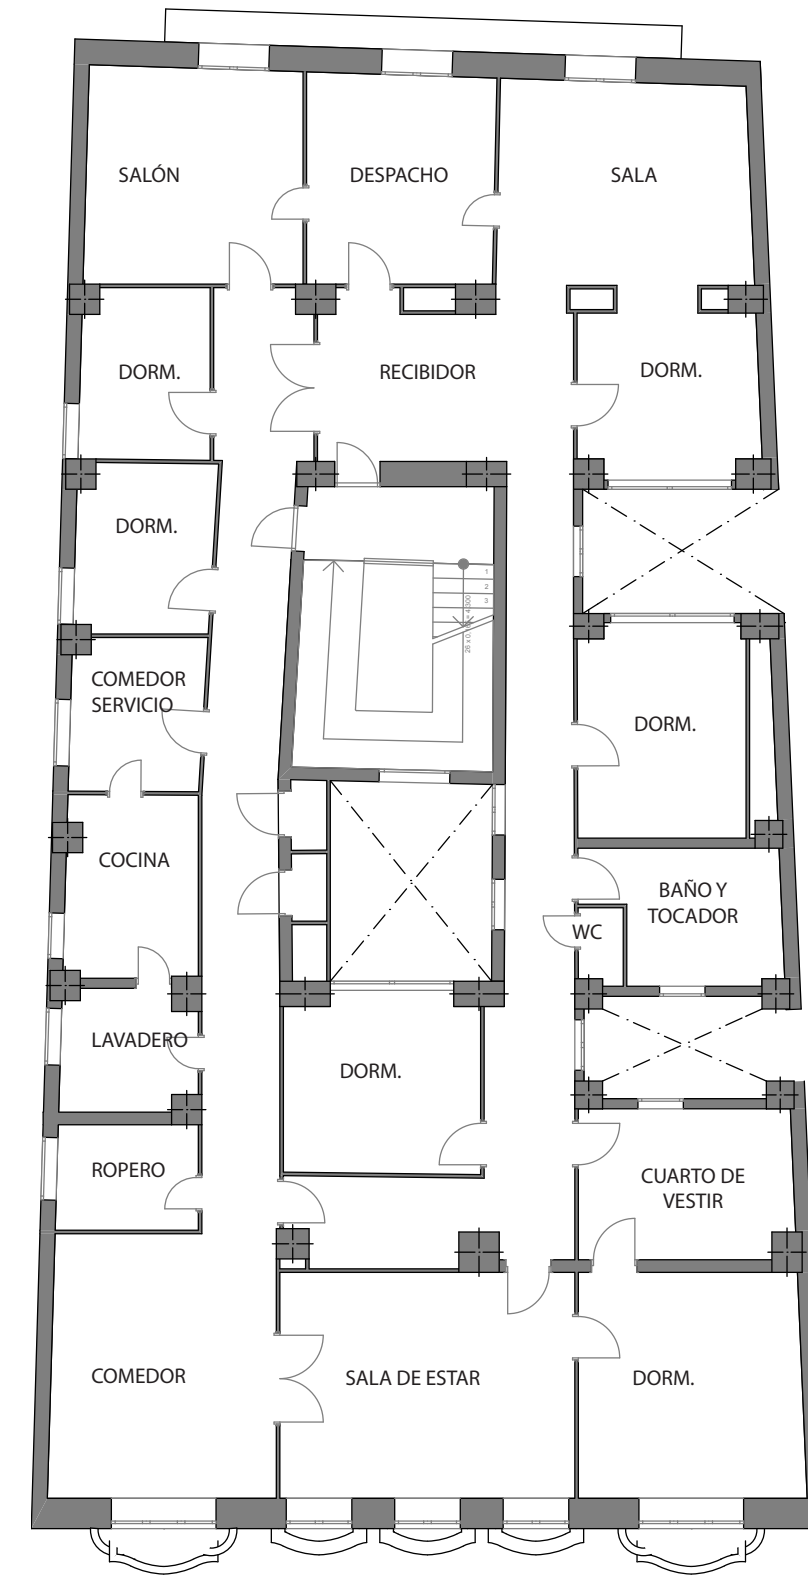 SALÓN
DESPACHO
SALA
DORM.
RECIBIDOR
DORM.
DORM.
1
2
3
COMEDOR
SERVICIO
DORM.
COCINA
BAÑO Y
TOCADOR
WC
LAVADERO
DORM.
ROPERO
CUARTO DE
VESTIR
COMEDOR
SALA DE ESTAR
DORM.